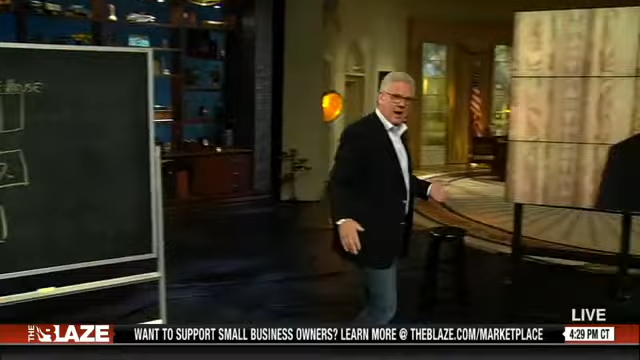 LIVE
THE BLAZE
WANT TO SUPPORT SMALL BUSINESS OWNERS? LEARN MORE @ THEBLAZE.COM/MARKETPLACE
4:29 PM CT